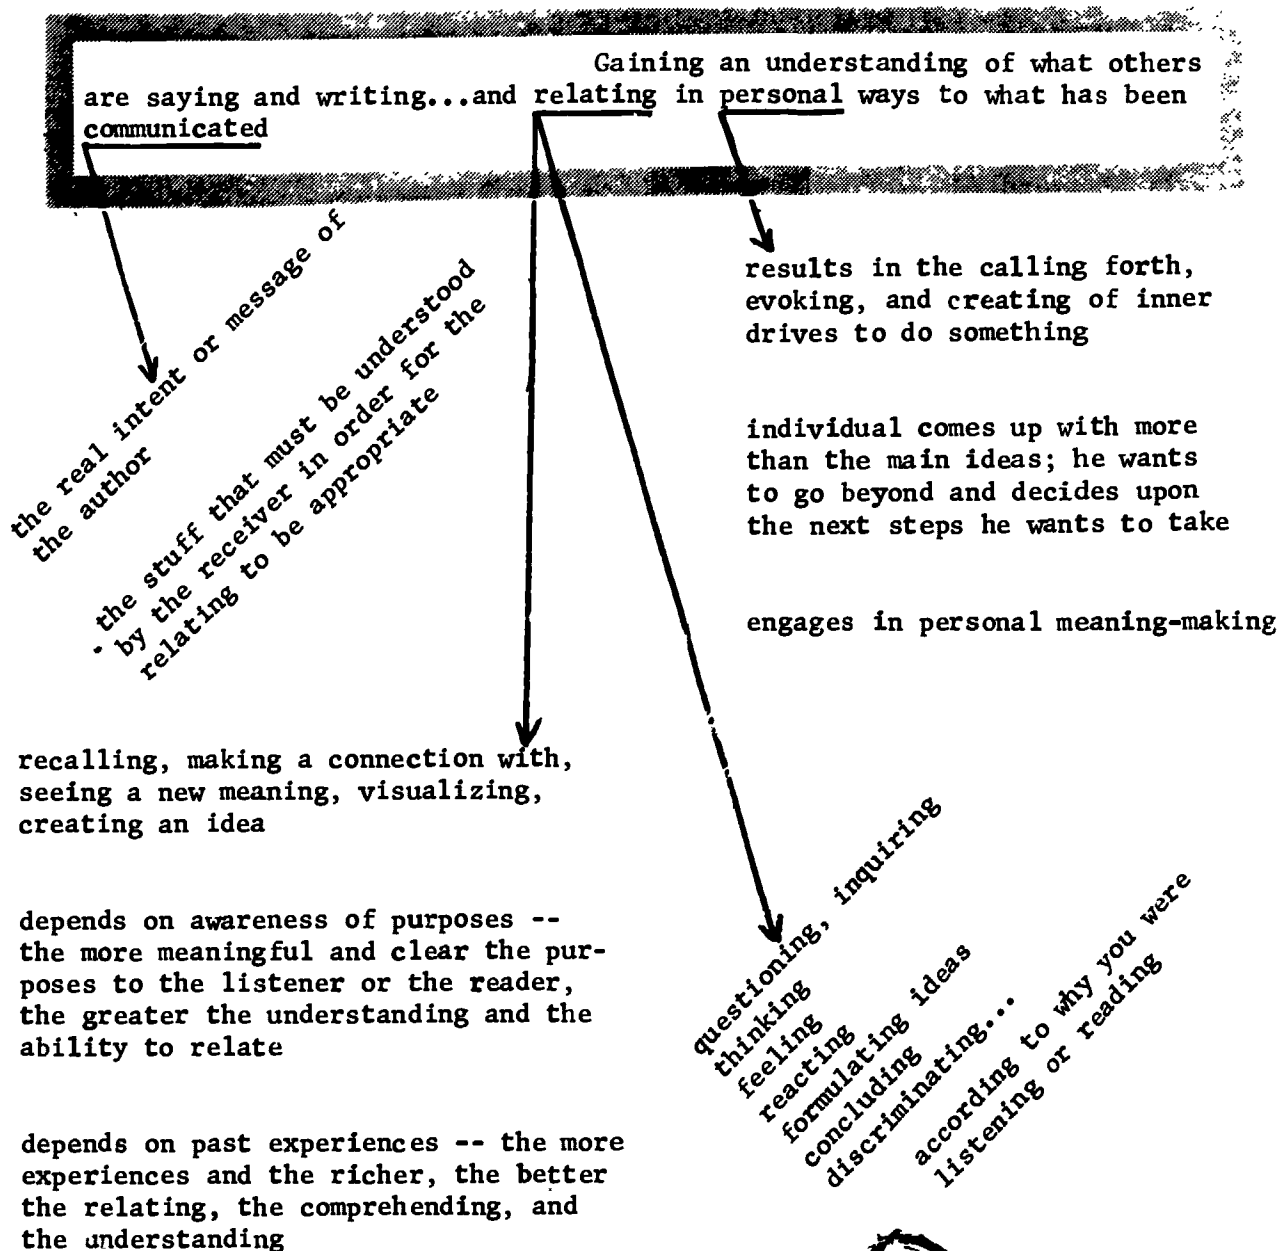 Gaining an understanding of what others
are saying and writing...and relating in personal ways to what has been
communicated
the real intent or message of
the author
the stuff that must be understood
by the receiver in order for the
relating to be appropriate
results in the calling forth,
evoking, and creating of inner
drives to do something
individual comes up with more
than the main ideas; he wants
to go beyond and decides upon
the next steps he wants to take
engages in personal meaning-making
recalling, making a connection with,
seeing a new meaning, visualizing,
creating an idea
depends on awareness of purposes --
the more meaningful and clear the pur-
poses to the listener or the reader,
the greater the understanding and the
ability to relate
depends on past experiences -- the more
experiences and the richer, the better
the relating, the comprehending, and
the understanding
questioning, inquiring
thinking
feeling
reacting
formulating ideas
concluding
discriminating...
according to why you were
listening or reading